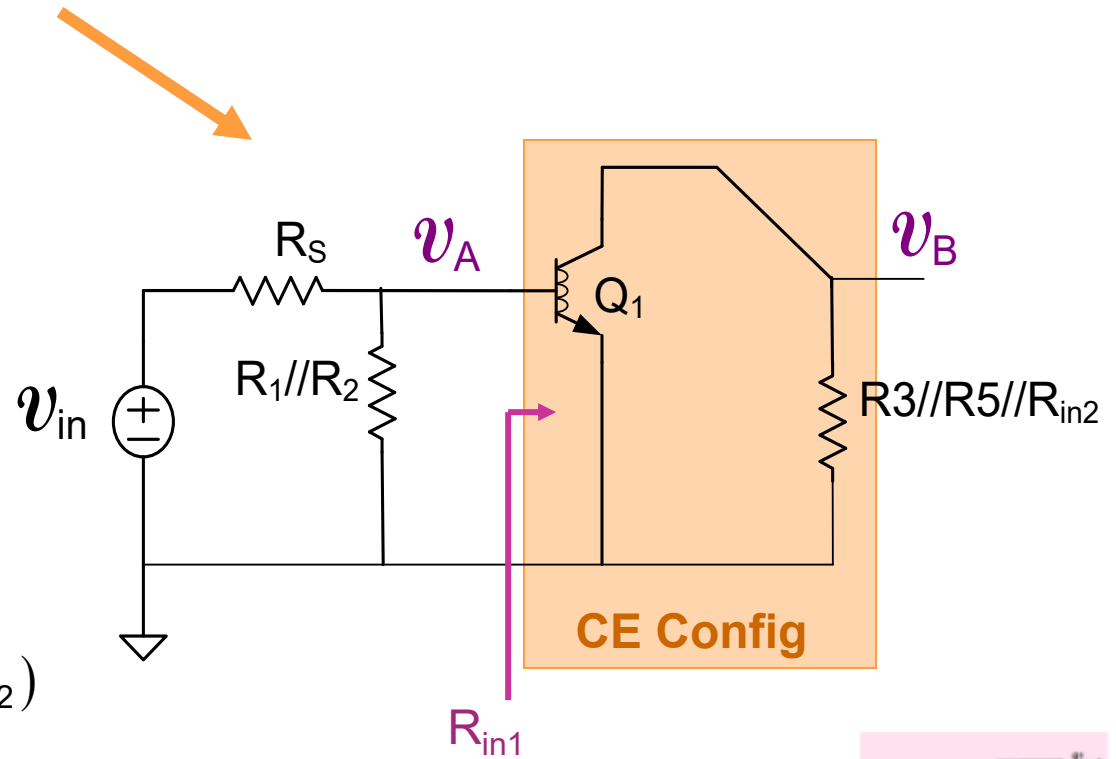 R_S
v_A
v_B
Q_1
R_1//R_2
v_in
R3//R5//R_in2
CE Config
2)
R_in1